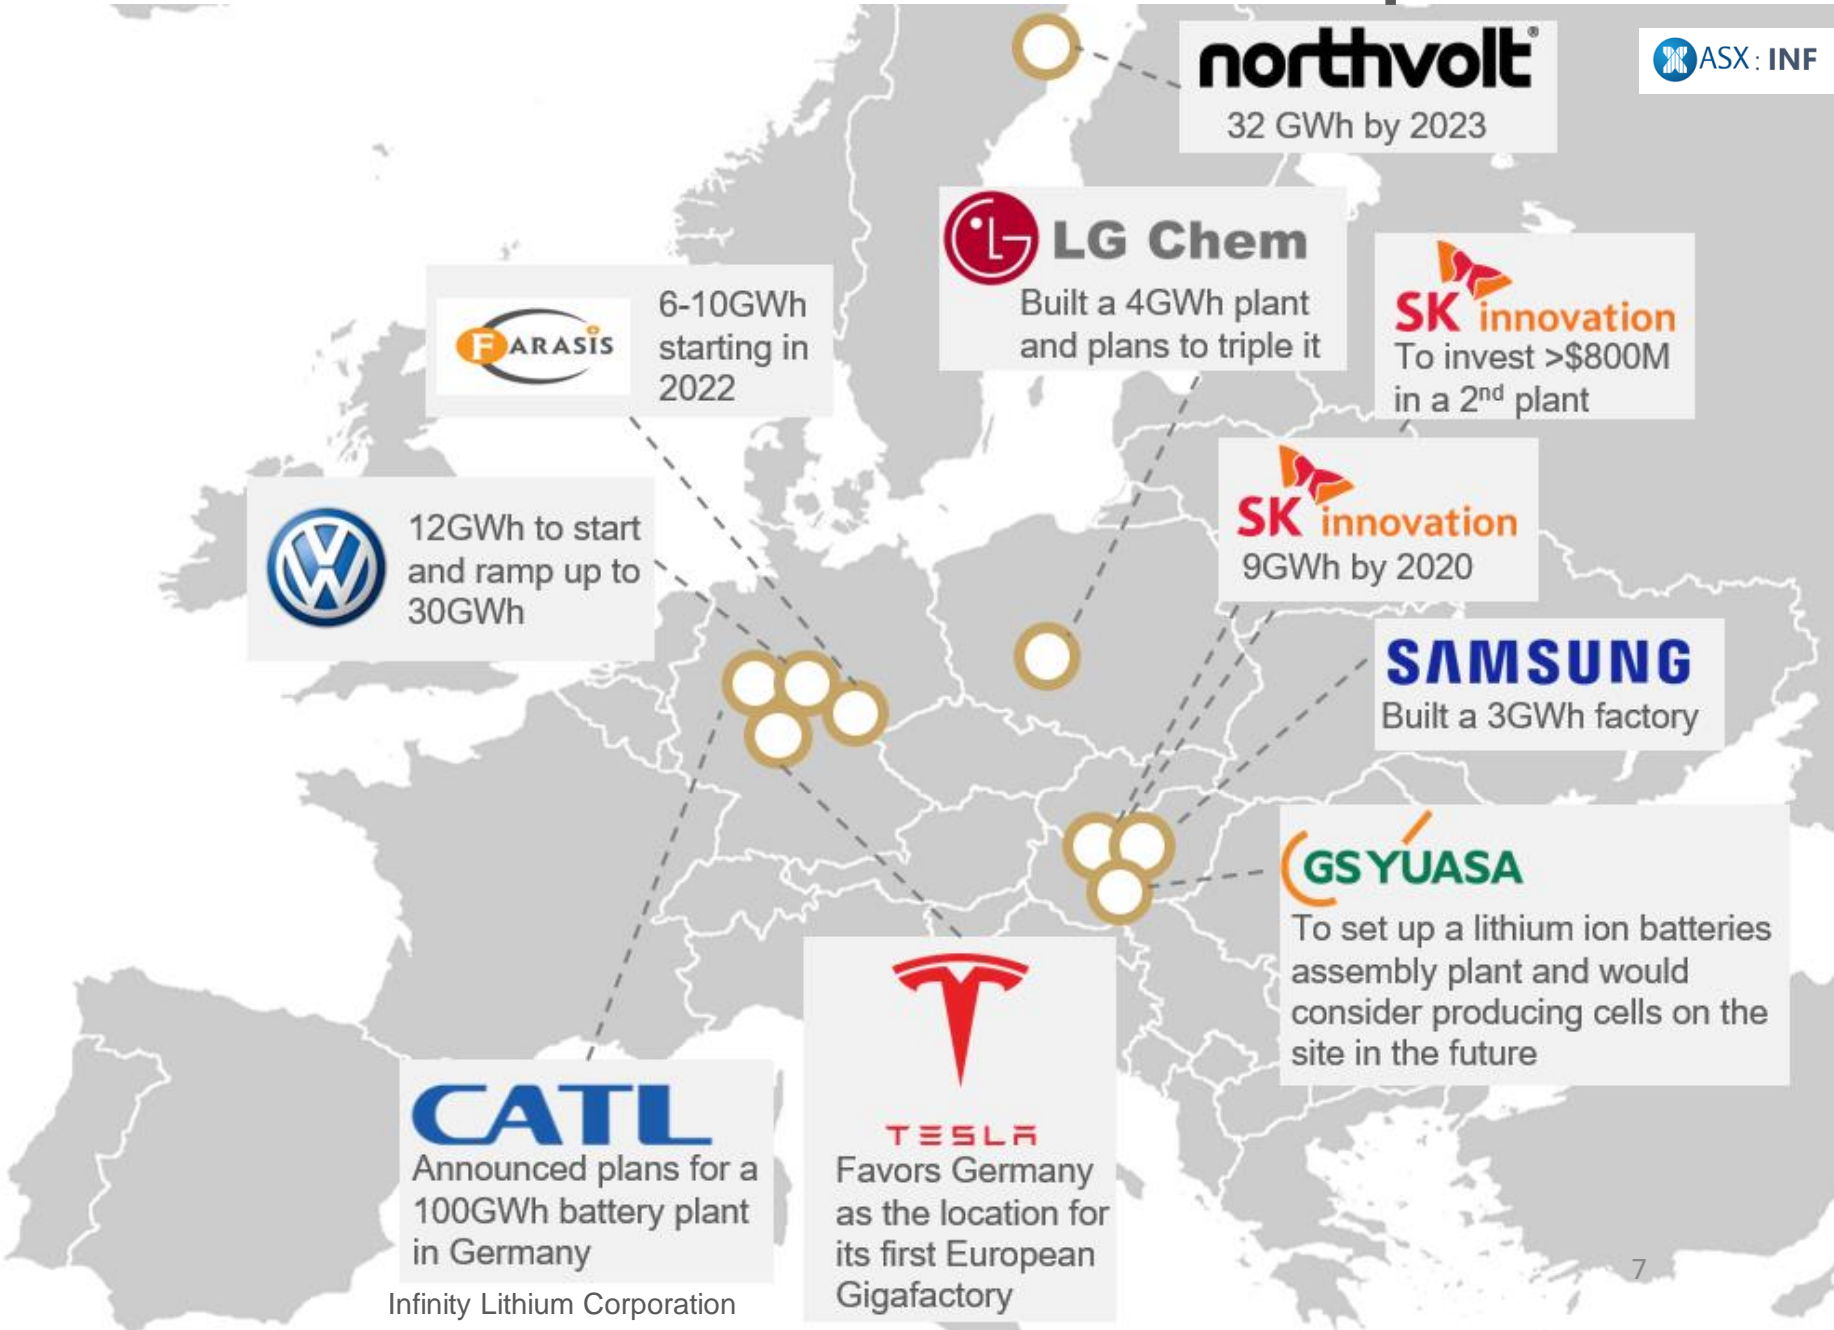 northvolt®
32 GWh by 2023
ASX : INF
LG
LG Chem
Built a 4GWh plant
and plans to triple it
SK innovation
To invest >$800M
in a 2nd plant
FARASIS
6-10GWh
starting in
2022
SK innovation
9GWh by 2020
VW
12GWh to start
and ramp up to
30GWh
SAMSUNG
Built a 3GWh factory
GS YUASA
To set up a lithium ion batteries
assembly plant and would
consider producing cells on the
site in the future
CATL
Announced plans for a
100GWh battery plant
in Germany
TESLA
Favors Germany
as the location for
its first European
Gigafactory
Infinity Lithium Corporation
7